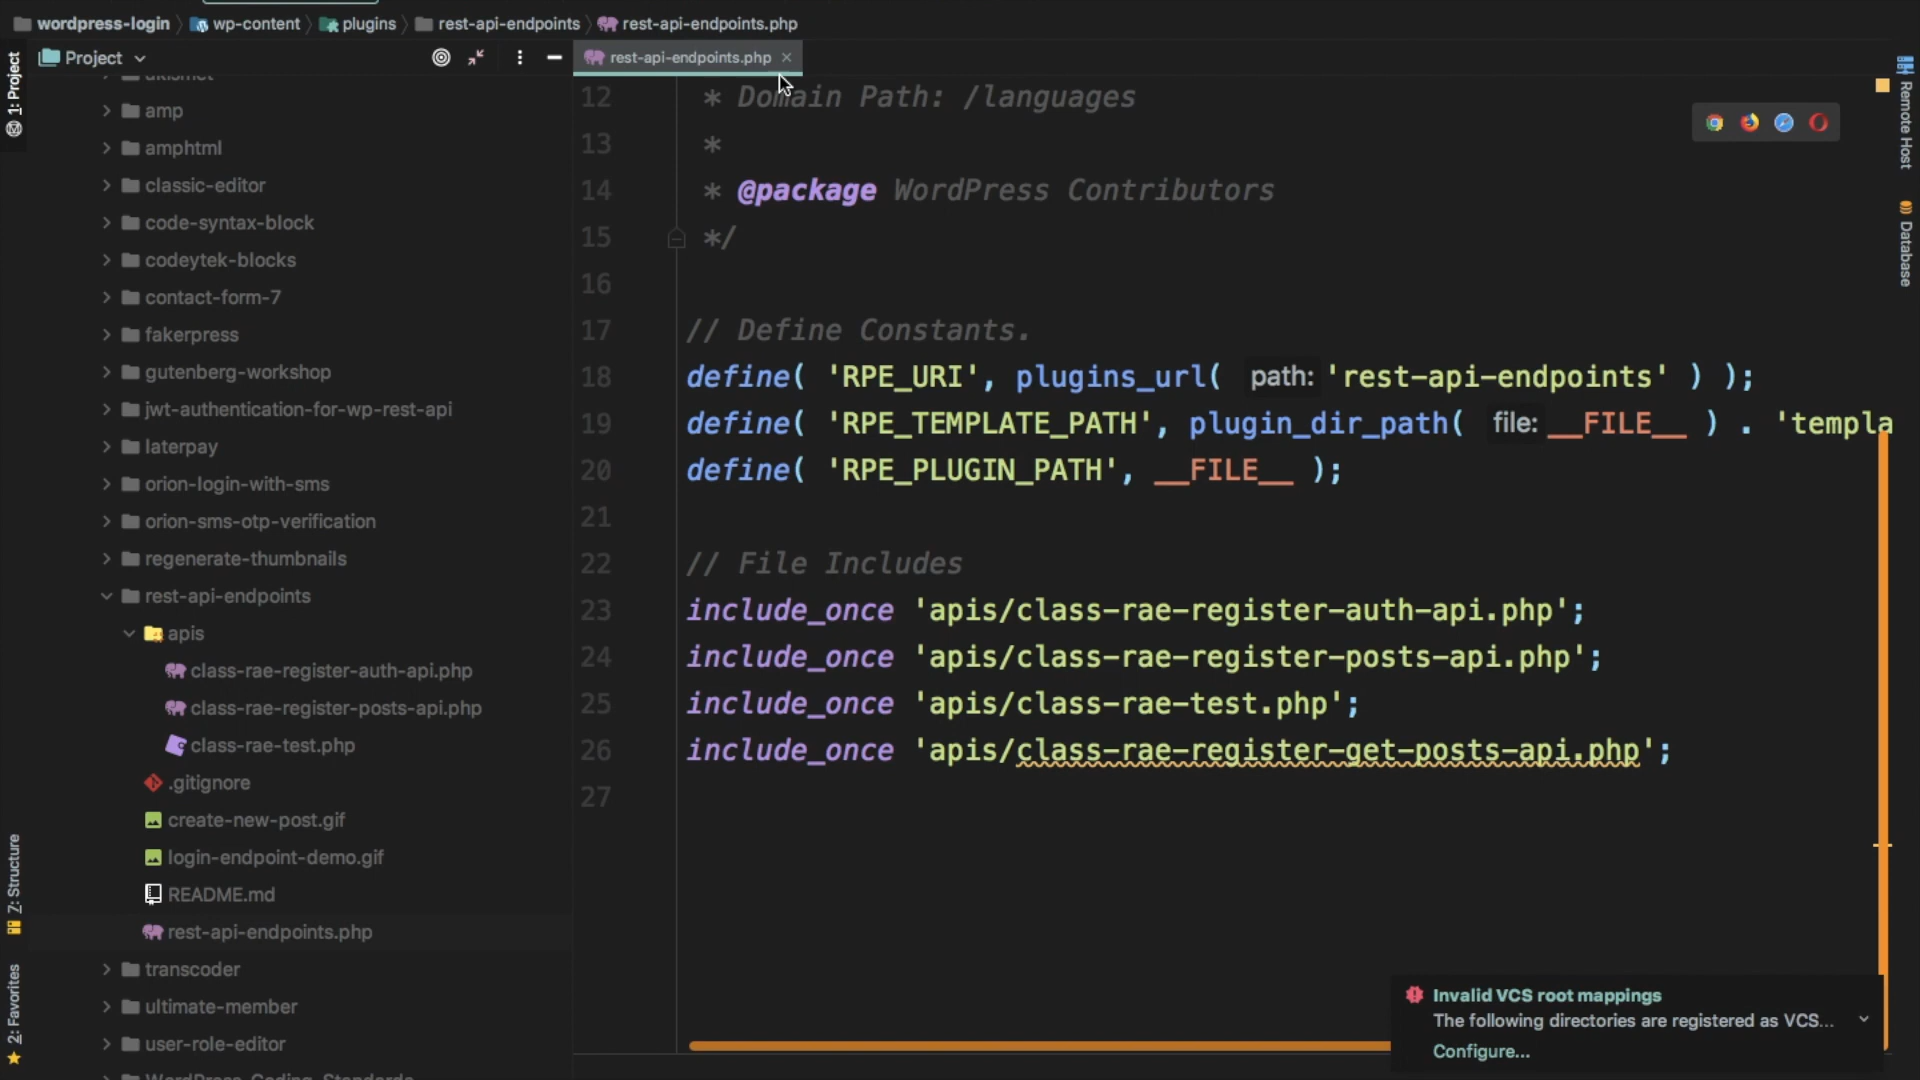 wordpress-login wp-content plugins rest-api-endpoints rest-api-endpoints.php
1: Project
Project
akismet
amp
amphtml
classic-editor
code-syntax-block
codeytek-blocks
contact-form-7
fakerpress
gutenberg-workshop
jwt-authentication-for-wp-rest-api
laterpay
orion-login-with-sms
orion-sms-otp-verification
regenerate-thumbnails
rest-api-endpoints
apis
class-rae-register-auth-api.php
class-rae-register-posts-api.php
class-rae-test.php
.gitignore
create-new-post.gif
login-endpoint-demo.gif
README.md
rest-api-endpoints.php
transcoder
ultimate-member
user-role-editor
WordPress-Coding-Standards
Z: Structure
2: Favorites
rest-api-endpoints.php
12 * Domain Path: /languages
13 *
14 * @package WordPress Contributors
15 */
16
17 // Define Constants.
18 define( 'RPE_URI', plugins_url( path: 'rest-api-endpoints' ) );
19 define( 'RPE_TEMPLATE_PATH', plugin_dir_path( file: __FILE__ ) . 'templa
20 define( 'RPE_PLUGIN_PATH', __FILE__ );
21
22 // File Includes
23 include_once 'apis/class-rae-register-auth-api.php';
24 include_once 'apis/class-rae-register-posts-api.php';
25 include_once 'apis/class-rae-test.php';
26 include_once 'apis/class-rae-register-get-posts-api.php';
27
Remote Host
Database
Invalid VCS root mappings
The following directories are registered as VCS...
Configure...